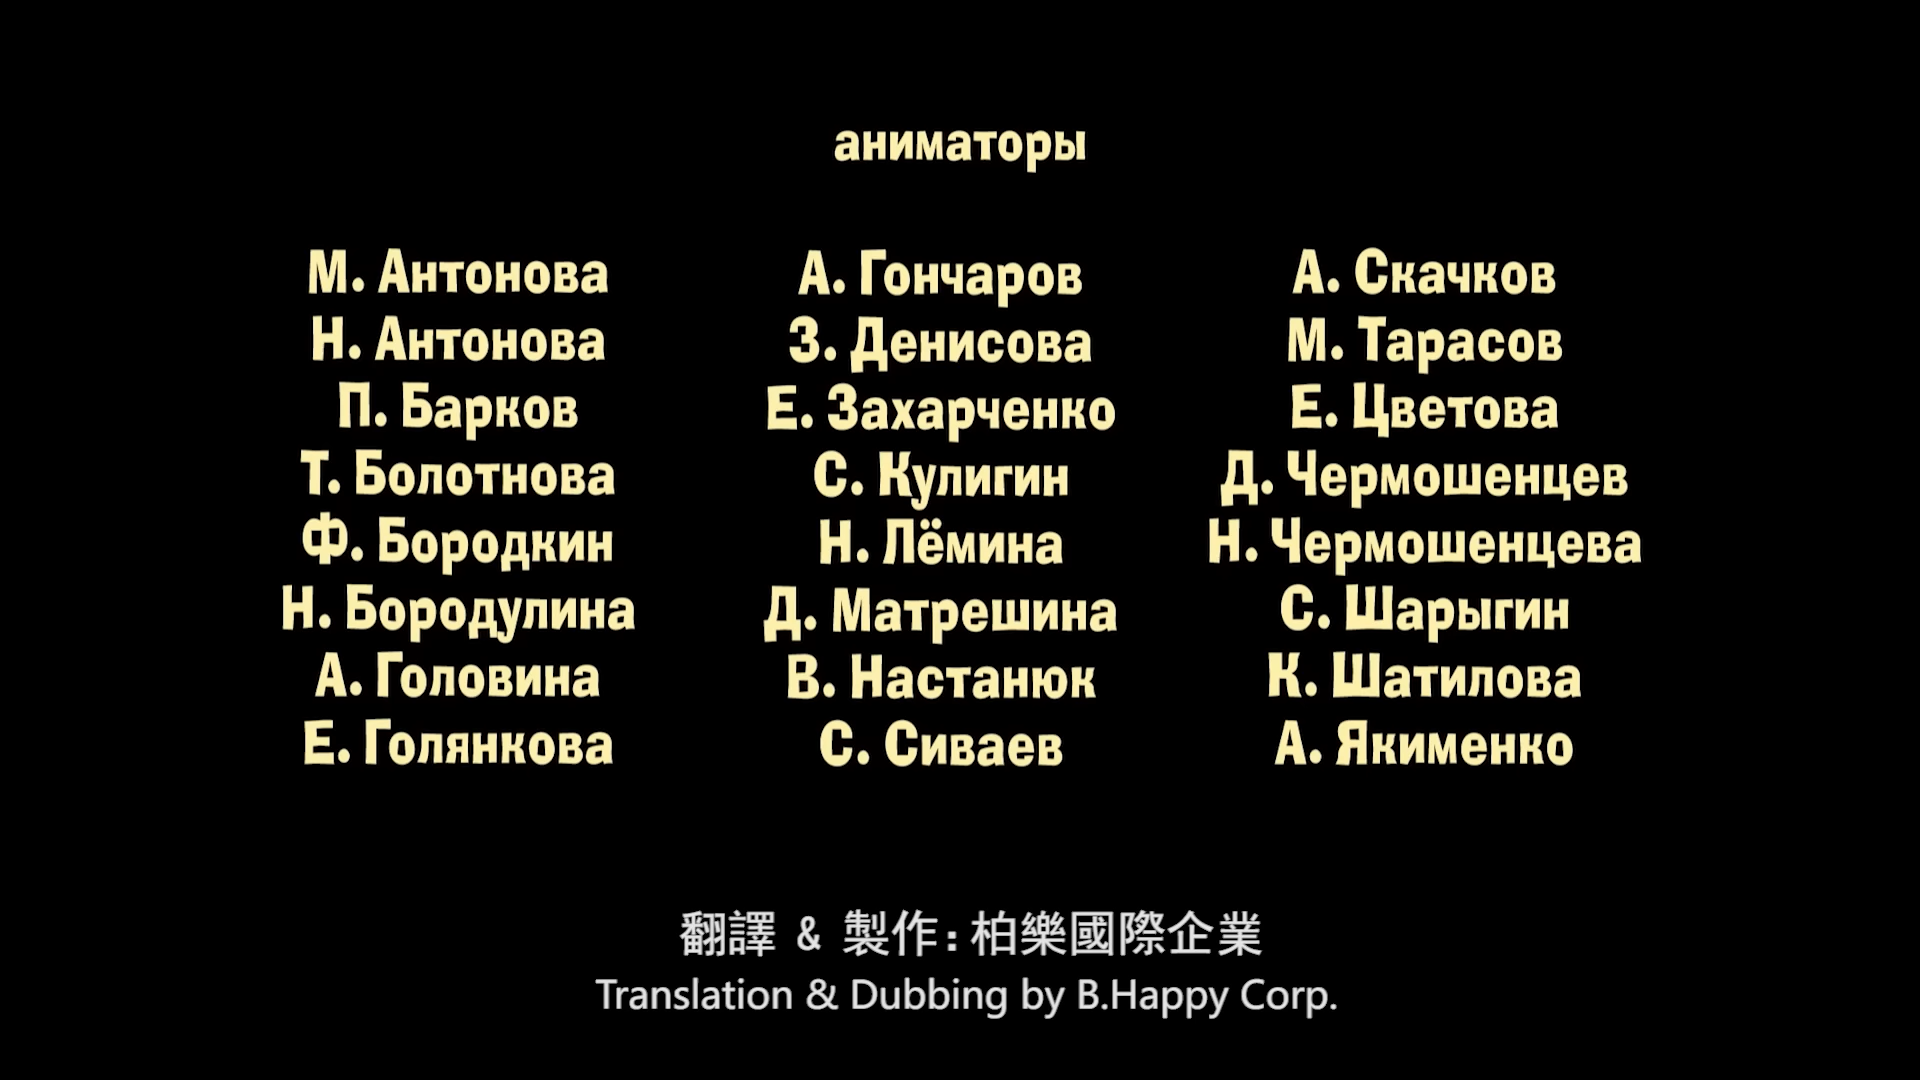 аниматоры
М. Антонова
Н. Антонова
П. Барков
Т. Болотнова
Ф. Бородкин
Н. Бородулина
А. Головина
Е. Голянкова
А. Гончаров
З. Денисова
Е. Захарченко
С. Кулигин
Н. Лёмина
Д. Матрешина
В. Настанюк
С. Сиваев
А. Скачков
М. Тарасов
Е. Цветова
Д. Чермошенцев
Н. Чермошенцева
С. Шарыгин
К. Шатилова
А. Якименко
翻譯 & 製作: 柏樂國際企業
Translation & Dubbing by B.Happy Corp.